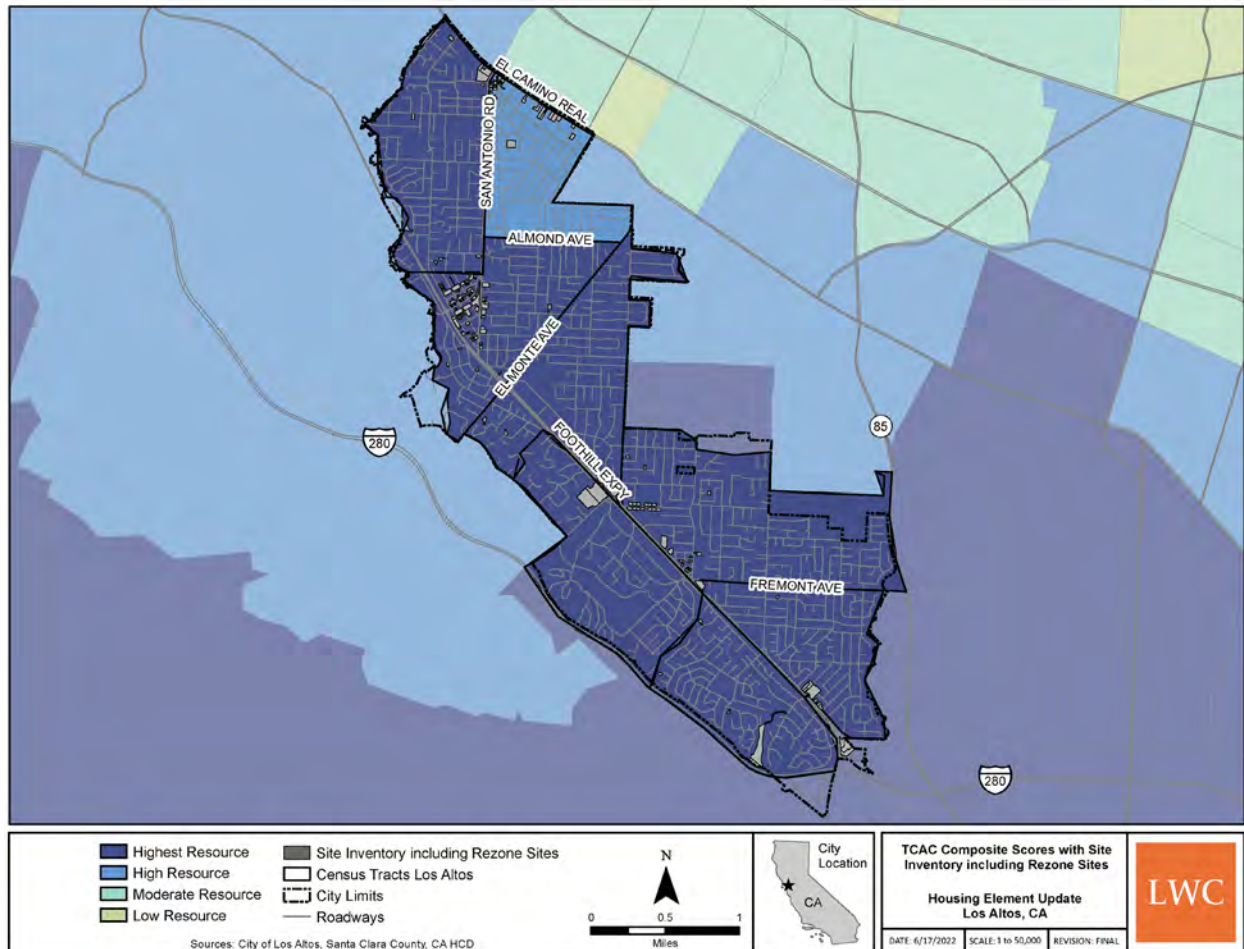 EL CAMINO REAL
SAN ANTONIO RD
ALMOND AVE
EL MONTE AVE
FOOTHILL EXPY
85
280
FREMONT AVE
280
Highest Resource
High Resource
Moderate Resource
Low Resource
Site Inventory including Rezone Sites
Census Tracts Los Altos
City Limits
Roadways
Sources: City of Los Altos, Santa Clara County, CA HCD
N
0 0.5 1
Miles
City
Location
CA
TCAC Composite Scores with Site
Inventory including Rezone Sites
Housing Element Update
Los Altos, CA
DATE: 6/17/2022 SCALE: 1 to 50,000 REVISION: FINAL
LWC